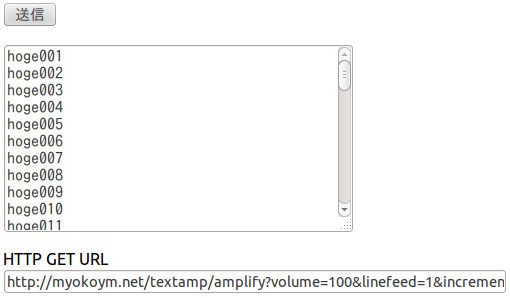 送信
hoge001
hoge002
hoge003
hoge004
hoge005
hoge006
hoge007
hoge008
hoge009
hoge010
hoge011
HTTP GET URL
http://myokoym.net/textamp/amplify?volume=100&linefeed=1&incremen